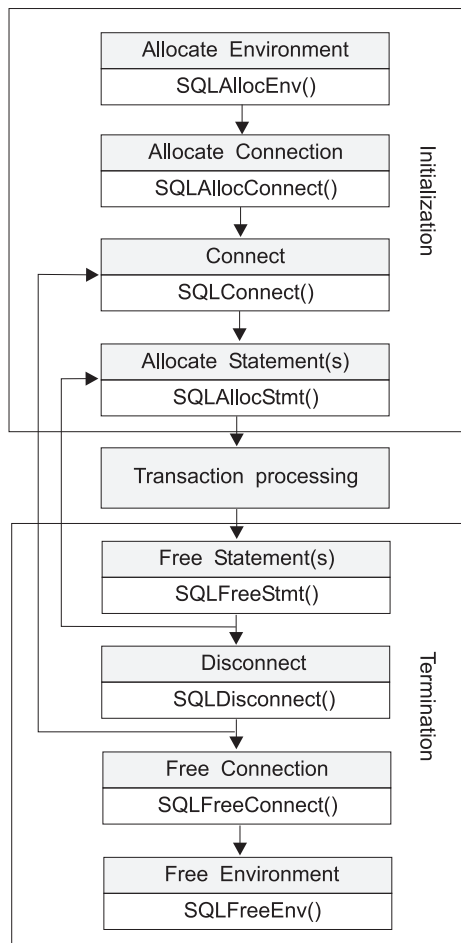 Allocate Environment
SQLAllocEnv()
Allocate Connection
SQLAllocConnect()
Initialization
Connect
SQLConnect()
Allocate Statement(s)
SQLAllocStmt()
Transaction processing
Free Statement(s)
SQLFreeStmt()
Disconnect
SQLDisconnect()
Termination
Free Connection
SQLFreeConnect()
Free Environment
SQLFreeEnv()